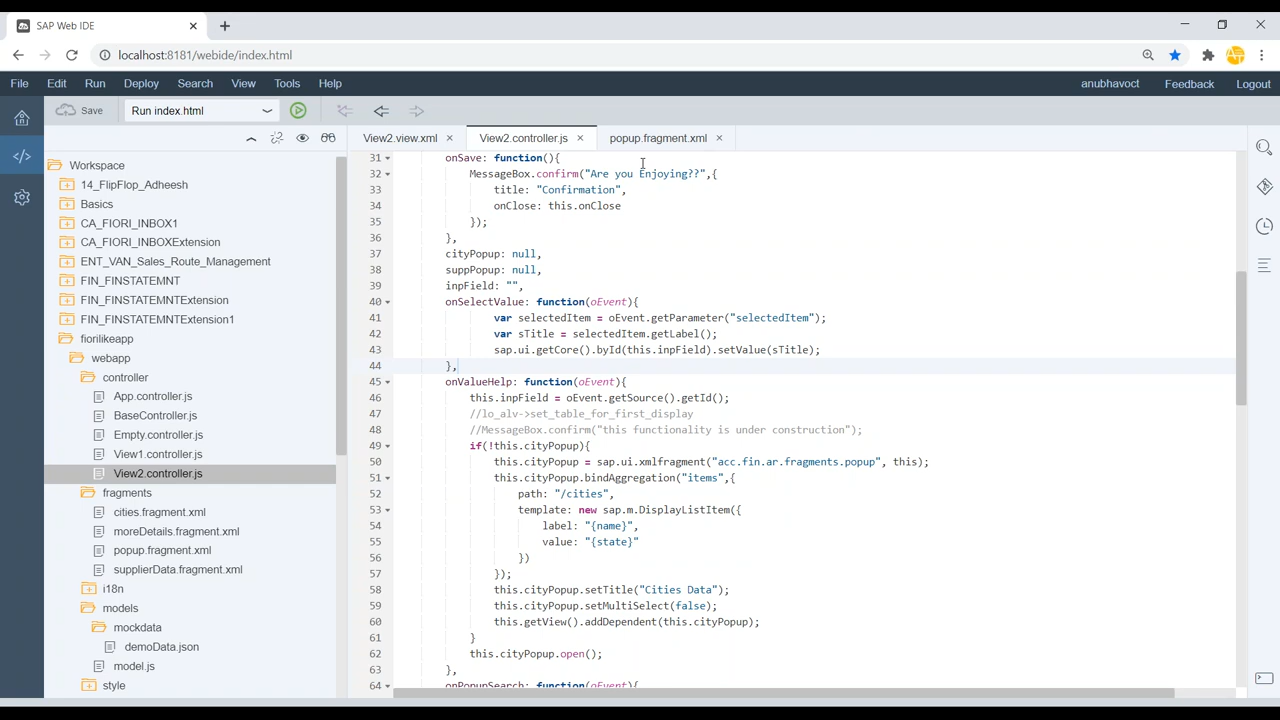 SAP Web IDE
localhost:8181/webide/index.html
File Edit Run Deploy Search View Tools Help
anubhavoct Feedback Logout
Save Run index.html
View2.view.xml View2.controller.js popup.fragment.xml
Workspace
14_FlipFlop_Adheesh
Basics
CA_FIORI_INBOX1
CA_FIORI_INBOXExtension
ENT_VAN_Sales_Route_Management
FIN_FINSTATEMNT
FIN_FINSTATEMNTExtension
FIN_FINSTATEMNTExtension1
fiorilikeapp
webapp
controller
App.controller.js
BaseController.js
Empty.controller.js
View1.controller.js
View2.controller.js
fragments
cities.fragment.xml
moreDetails.fragment.xml
popup.fragment.xml
supplierData.fragment.xml
i18n
models
mockdata
demoData.json
model.js
style
31 onSave: function(){
32 MessageBox.confirm("Are you Enjoying??",{
33 title: "Confirmation",
34 onClose: this.onClose
35 });
36 },
37 cityPopup: null,
38 suppPopup: null,
39 inpField: "",
40 onSelectValue: function(oEvent){
41 var selectedItem = oEvent.getParameter("selectedItem");
42 var sTitle = selectedItem.getLabel();
43 sap.ui.getCore().byId(this.inpField).setValue(sTitle);
44 },
45 onValueHelp: function(oEvent){
46 this.inpField = oEvent.getSource().getId();
47 //lo_alv->set_table_for_first_display
48 //MessageBox.confirm("this functionality is under construction");
49 if(!this.cityPopup){
50 this.cityPopup = sap.ui.xmlfragment("acc.fin.ar.fragments.popup", this);
51 this.cityPopup.bindAggregation("items",{
52 path: "/cities",
53 template: new sap.m.DisplayListItem({
54 label: "{name}",
55 value: "{state}"
56 })
57 });
58 this.cityPopup.setTitle("Cities Data");
59 this.cityPopup.setMultiSelect(false);
60 this.getView().addDependent(this.cityPopup);
61 }
62 this.cityPopup.open();
63 },
64 onPopupSearch: function(oEvent){